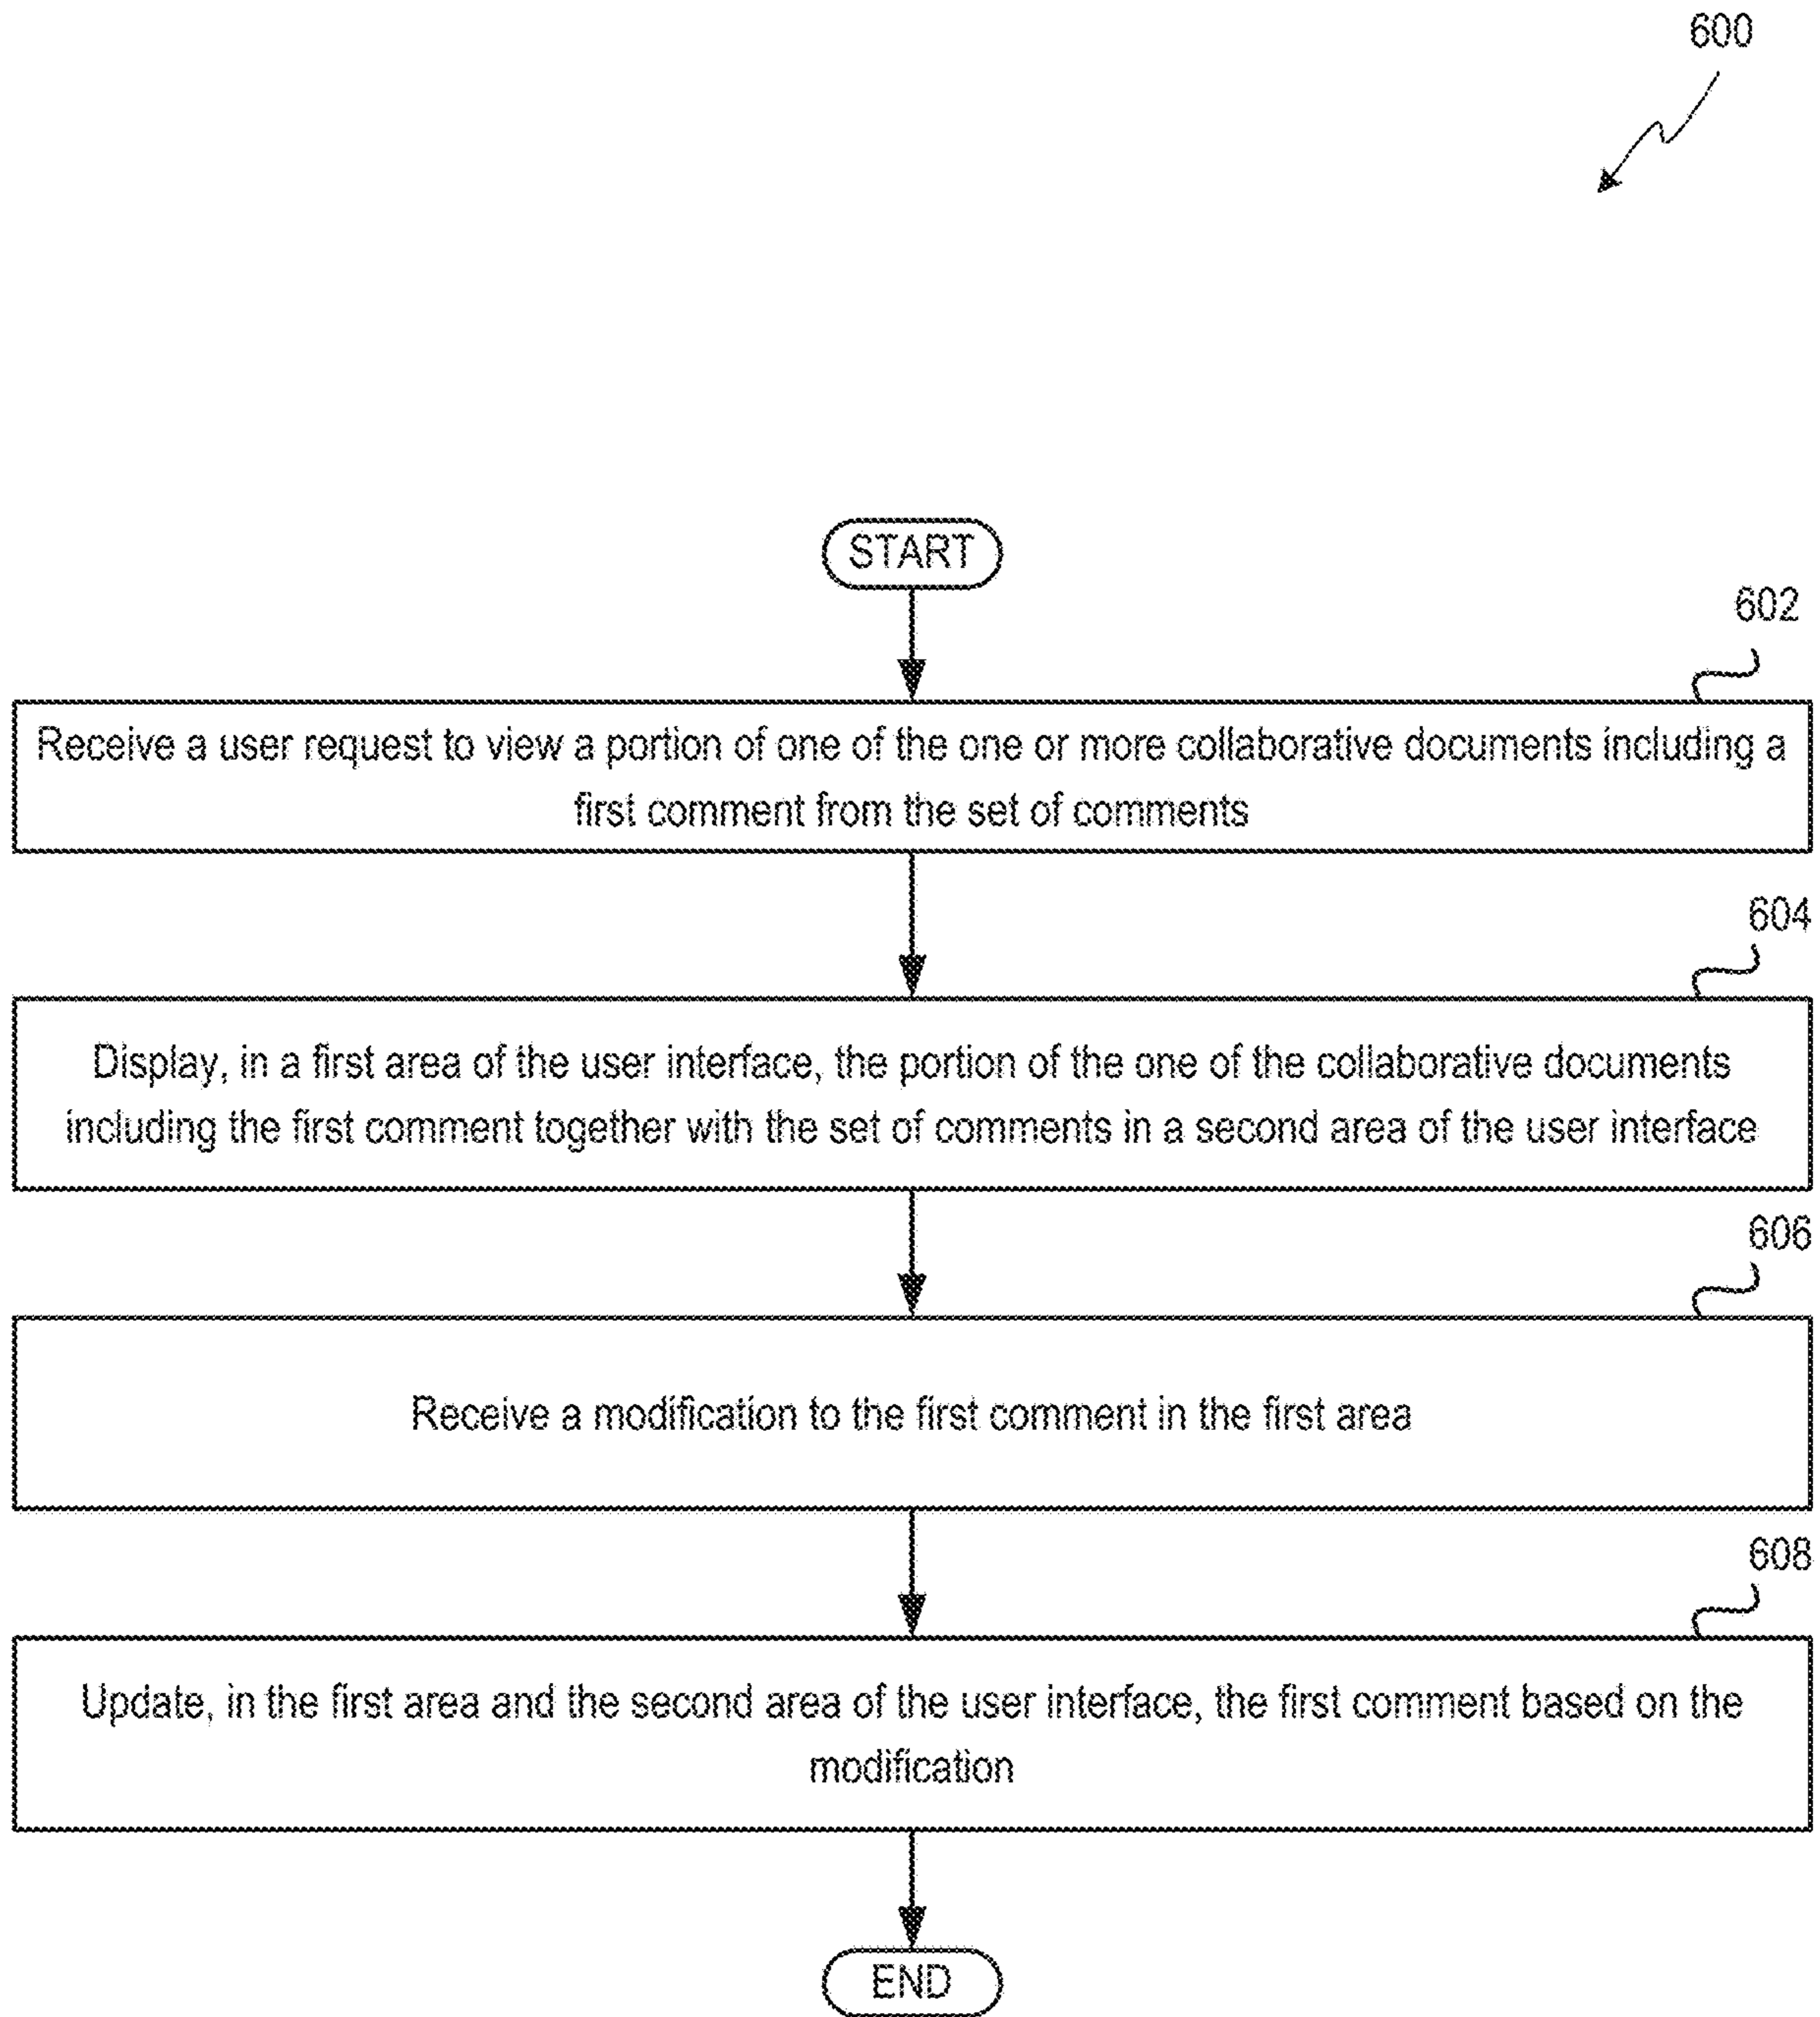 600
START
602
Receive a user request to view a portion of one of the one or more collaborative documents including a
first comment from the set of comments
604
Display, in a first area of the user interface, the portion of the one of the collaborative documents
including the first comment together with the set of comments in a second area of the user interface
606
Receive a modification to the first comment in the first area
608
Update, in the first area and the second area of the user interface, the first comment based on the
modification
END